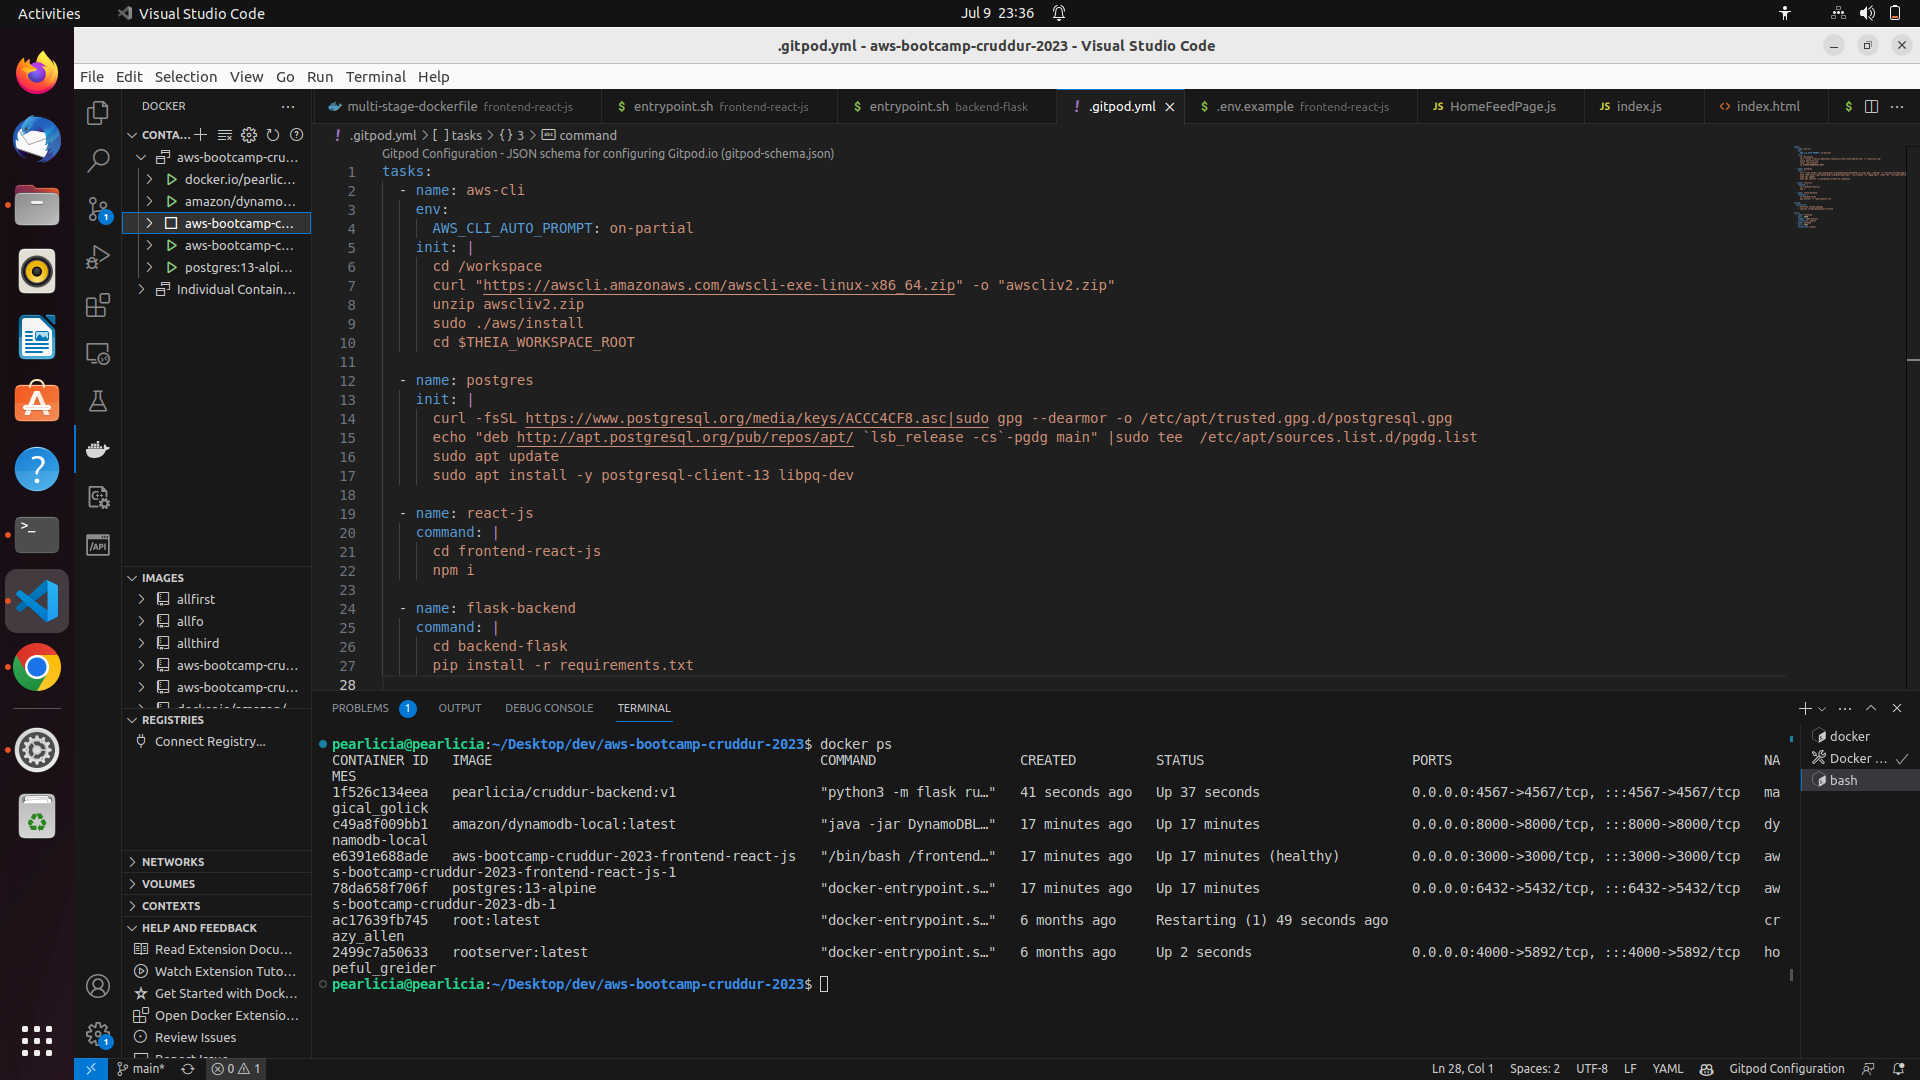 Activities
Visual Studio Code
Jul 9 23:36
.gitpod.yml - aws-bootcamp-cruddur-2023 - Visual Studio Code
File Edit Selection View Go Run Terminal Help
DOCKER
CONTA...
aws-bootcamp-cru...
docker.io/pearlic...
amazon/dynamo...
aws-bootcamp-c...
aws-bootcamp-c...
postgres:13-alpi...
Individual Contain...
IMAGES
allfirst
allfo
allthird
aws-bootcamp-cru...
aws-bootcamp-cru...
REGISTRIES
Connect Registry...
NETWORKS
VOLUMES
CONTEXTS
HELP AND FEEDBACK
Read Extension Docu...
Watch Extension Tuto...
Get Started with Dock...
Open Docker Extensio...
Review Issues
multi-stage-dockerfile frontend-react-js
$ entrypoint.sh frontend-react-js
$ entrypoint.sh backend-flask
! .gitpod.yml
$ .env.example frontend-react-js
JS HomeFeedPage.js
JS index.js
<> index.html
$
! .gitpod.yml > [ ] tasks > { } 3 > command
Gitpod Configuration - JSON schema for configuring Gitpod.io (gitpod-schema.json)
1 tasks:
2 - name: aws-cli
3 env:
4 AWS_CLI_AUTO_PROMPT: on-partial
5 init: |
6 cd /workspace
7 curl "https://awscli.amazonaws.com/awscli-exe-linux-x86_64.zip" -o "awscliv2.zip"
8 unzip awscliv2.zip
9 sudo ./aws/install
10 cd $THEIA_WORKSPACE_ROOT
11
12 - name: postgres
13 init: |
14 curl -fsSL https://www.postgresql.org/media/keys/ACCC4CF8.asc|sudo gpg --dearmor -o /etc/apt/trusted.gpg.d/postgresql.gpg
15 echo "deb http://apt.postgresql.org/pub/repos/apt/ `lsb_release -cs`-pgdg main" |sudo tee  /etc/apt/sources.list.d/pgdg.list
16 sudo apt update
17 sudo apt install -y postgresql-client-13 libpq-dev
18
19 - name: react-js
20 command: |
21 cd frontend-react-js
22 npm i
23
24 - name: flask-backend
25 command: |
26 cd backend-flask
27 pip install -r requirements.txt
28
PROBLEMS 1 OUTPUT DEBUG CONSOLE TERMINAL
pearlicia@pearlicia:~/Desktop/dev/aws-bootcamp-cruddur-2023$ docker ps
CONTAINER ID IMAGE COMMAND CREATED STATUS PORTS NA
MES
1f526c134eea pearlicia/cruddur-backend:v1 "python3 -m flask ru…" 41 seconds ago Up 37 seconds 0.0.0.0:4567->4567/tcp, :::4567->4567/tcp ma
gical_golick
c49a8f009bb1 amazon/dynamodb-local:latest "java -jar DynamoDBL…" 17 minutes ago Up 17 minutes 0.0.0.0:8000->8000/tcp, :::8000->8000/tcp dy
namodb-local
e6391e688ade aws-bootcamp-cruddur-2023-frontend-react-js "/bin/bash /frontend…" 17 minutes ago Up 17 minutes (healthy) 0.0.0.0:3000->3000/tcp, :::3000->3000/tcp aw
s-bootcamp-cruddur-2023-frontend-react-js-1
78da658f706f postgres:13-alpine "docker-entrypoint.s…" 17 minutes ago Up 17 minutes 0.0.0.0:6432->5432/tcp, :::6432->5432/tcp aw
s-bootcamp-cruddur-2023-db-1
ac17639fb745 root:latest "docker-entrypoint.s…" 6 months ago Restarting (1) 49 seconds ago cr
azy_allen
2499c7a50633 rootserver:latest "docker-entrypoint.s…" 6 months ago Up 2 seconds 0.0.0.0:4000->5892/tcp, :::4000->5892/tcp ho
peful_greider
pearlicia@pearlicia:~/Desktop/dev/aws-bootcamp-cruddur-2023$
docker
Docker ...
bash
main* 0 1
Ln 28, Col 1 Spaces: 2 UTF-8 LF YAML Gitpod Configuration